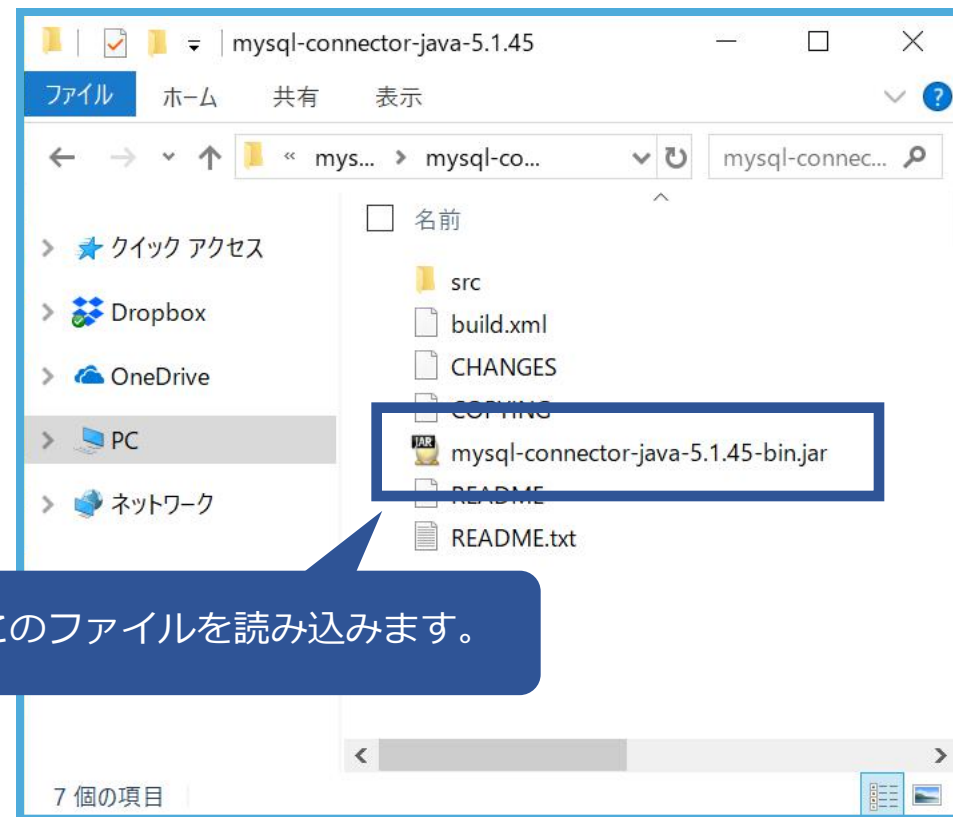 mysql-connector-java-5.1.45
ファイル ホーム 共有 表示
« mys... > mysql-co... mysql-connec...
名前
クイック アクセス
Dropbox
OneDrive
PC
ネットワーク
src
build.xml
CHANGES
COPYING
mysql-connector-java-5.1.45-bin.jar
README
README.txt
このファイルを読み込みます。
7 個の項目